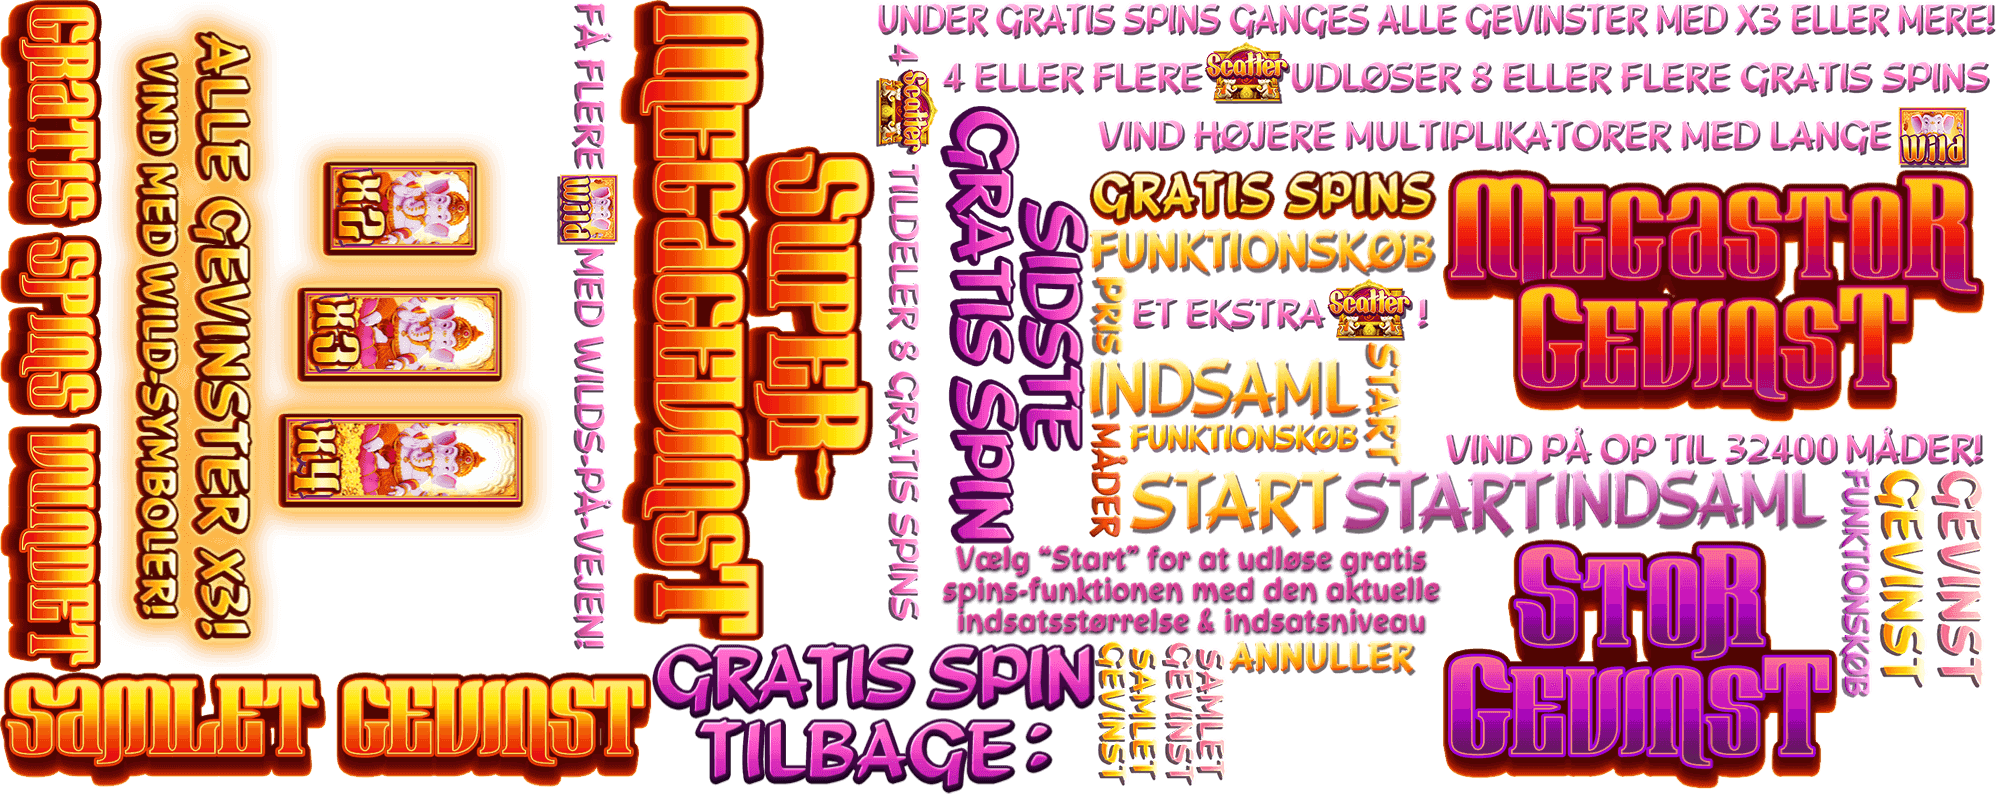 GRATIS SPINS VUNDET
ALLE GEVINSTER X3!
VIND MED WILD-SYMBOLER!
x2
x3
x4
FÅ FLERE Wild MED WILDS-PÅ-VEJEN!
SUPER-
MEGAGEVINST
4 Scatter TILDELER 8 GRATIS SPINS
UNDER GRATIS SPINS GANGES ALLE GEVINSTER MED X3 ELLER MERE!
4 ELLER FLERE Scatter UDLØSER 8 ELLER FLERE GRATIS SPINS
VIND HØJERE MULTIPLIKATORER MED LANGE Wild
SIDSTE
GRATIS SPIN
GRATIS SPINS
FUNKTIONSKØB
PRIS
ET EKSTRA Scatter !
MEGASTOR
GEVINST
INDSAML
START
FUNKTIONSKØB
MÅDER
VIND PÅ OP TIL 32400 MÅDER!
START
START
INDSAML
FUNKTIONSKØB
GEVINST
GEVINST
Vælg “Start” for at udløse gratis
spins-funktionen med den aktuelle
indsatsstørrelse & indsatsniveau
STOR
GEVINST
ANNULLER
SAMLET
GEVINST
SAMLET
GEVINST
GRATIS SPIN
TILBAGE:
SAMLET GEVINST